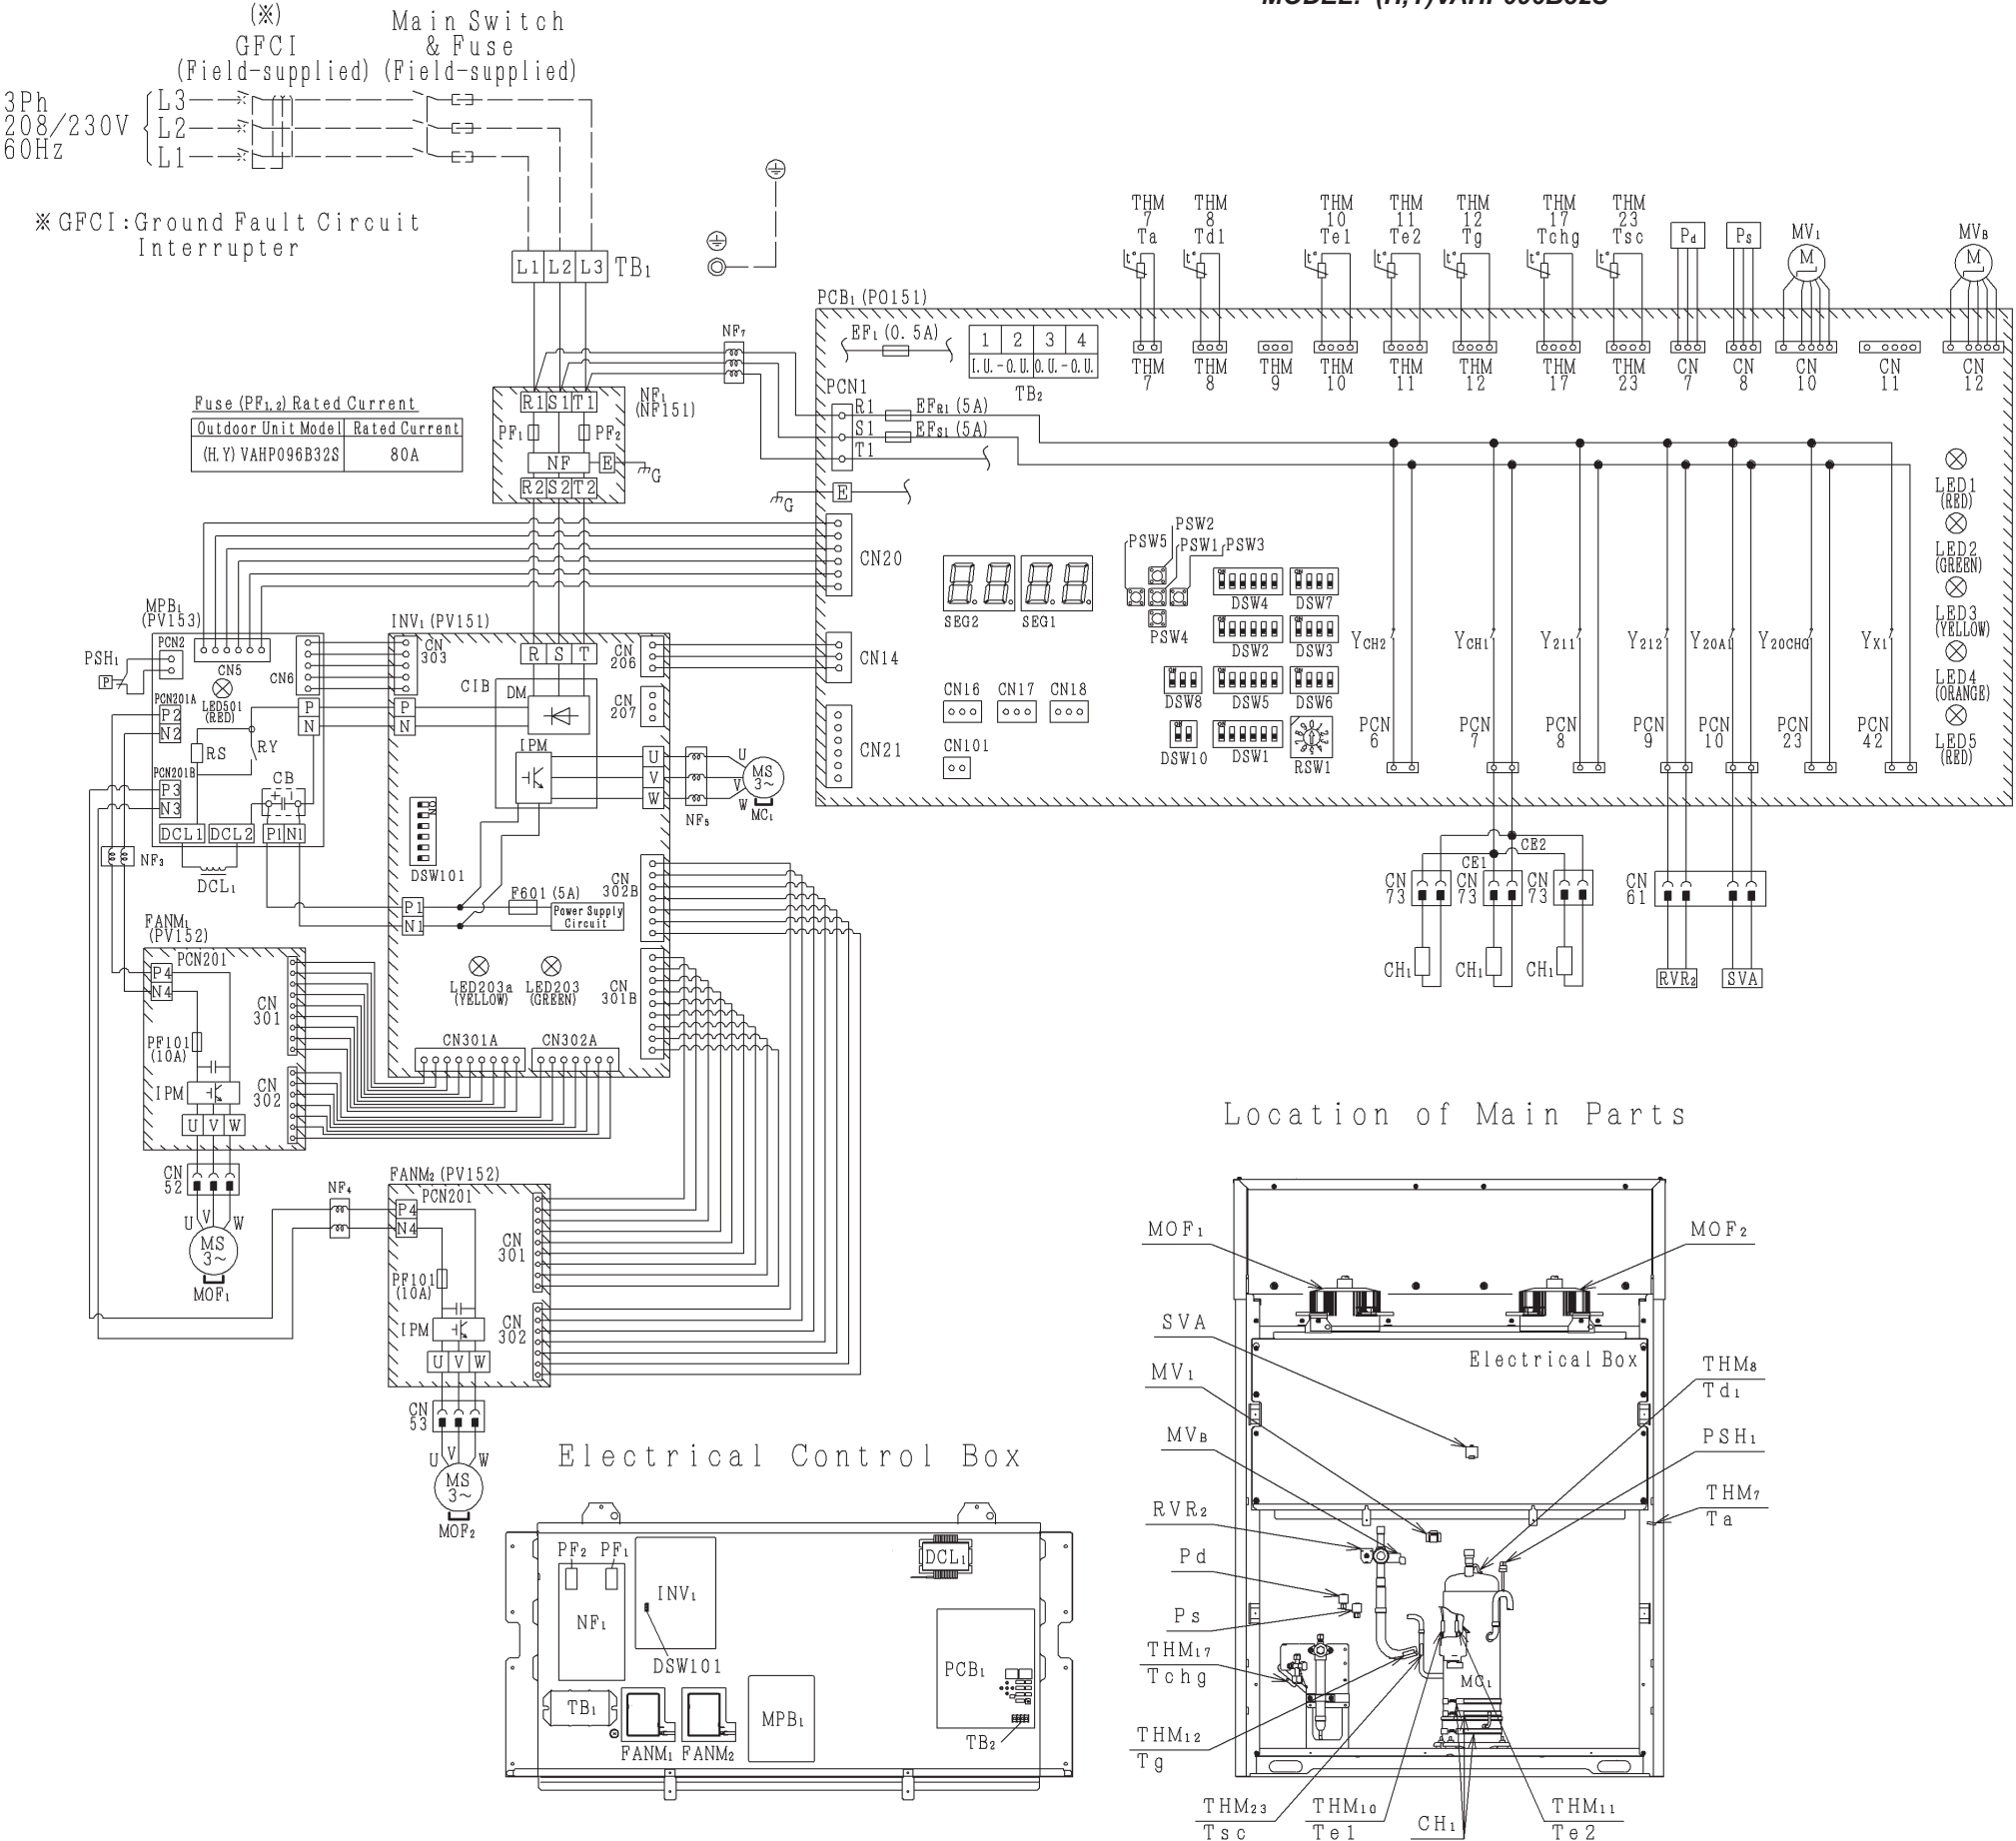 (※)
GFCI
(Field-supplied)
Main Switch
& Fuse
(Field-supplied)
3Ph
208/230V
60Hz
L3
L2
L1
※GFCI:Ground Fault Circuit
Interrupter
L1 L2 L3 TB1
Fuse (PF1,2) Rated Current
Outdoor Unit Model Rated Current
(H,Y) VAHP096B32S 80A
R1 S1 T1
NF1
(NF151)
PF1 PF2
NF E G
R2 S2 T2
NF7
PCB1 (PO151)
EF1 (0.5A)
1 2 3 4
I.U.-O.U. O.U.-O.U.
TB2
PCN1
R1 EFR1 (5A)
S1 EFS1 (5A)
T1
G E
THM
7
Ta
THM
8
Td1
THM
10
Te1
THM
11
Te2
THM
12
Tg
THM
17
Tchg
THM
23
Tsc
Pd
Ps
MV1
M
MVB
M
t° t° t° t° t° t° t°
THM
7
THM
8
THM
9
THM
10
THM
11
THM
12
THM
17
THM
23
CN
7
CN
8
CN
10
CN
11
CN
12
LED1
(RED)
LED2
(GREEN)
LED3
(YELLOW)
LED4
(ORANGE)
LED5
(RED)
CN20
CN14
CN21
SEG2 SEG1
PSW5
PSW2
PSW1
PSW3
PSW4
DSW4 DSW7
DSW2 DSW3
DSW8 DSW5 DSW6
DSW10 DSW1 RSW1
CN16 CN17 CN18
CN101
YCH2 YCH1 Y211 Y212 Y20A1 Y20CHG YX1
PCN
6
PCN
7
PCN
8
PCN
9
PCN
10
PCN
23
PCN
42
CE2
CE1
CN
73
CN
73
CN
73
CN
61
CH1 CH1 CH1
RVR2 SVA
MPB1
(PV153)
PCN2
CN5
CN6
PSH1
P
LED501
(RED)
PCN201A
P2
N2
RS RY
P
N
PCN201B
P3
N3
CB
+ -
DCL1 DCL2 P1 N1
DCL1
NF3
INV1 (PV151)
CN
303
R S T
CN
206
CIB
DM
CN
207
P
N
IPM
U
V
W
NF5
U
V
W
MS
3~
MC1
DSW101
F601 (5A)
P1
N1
Power Supply
Circuit
CN
302B
LED203a
(YELLOW)
LED203
(GREEN)
CN
301B
CN301A CN302A
FANM1
(PV152)
PCN201
P4
N4
CN
301
PF101
(10A)
IPM
CN
302
U V W
CN
52
U V W
MS
3~
MOF1
NF4
FANM2 (PV152)
PCN201
P4
N4
CN
301
PF101
(10A)
IPM
CN
302
U V W
CN
53
U V W
MS
3~
MOF2
Electrical Control Box
PF2 PF1
NF1
INV1
DSW101
DCL1
PCB1
TB1
FANM1 FANM2
MPB1
TB2
Location of Main Parts
MOF1
MOF2
SVA
Electrical Box
MV1
THM8
Td1
MVB
PSH1
RVR2
THM7
Ta
Pd
Ps
THM17
Tchg
MC1
THM12
Tg
THM23
Tsc
THM10
Te1
CH1
THM11
Te2